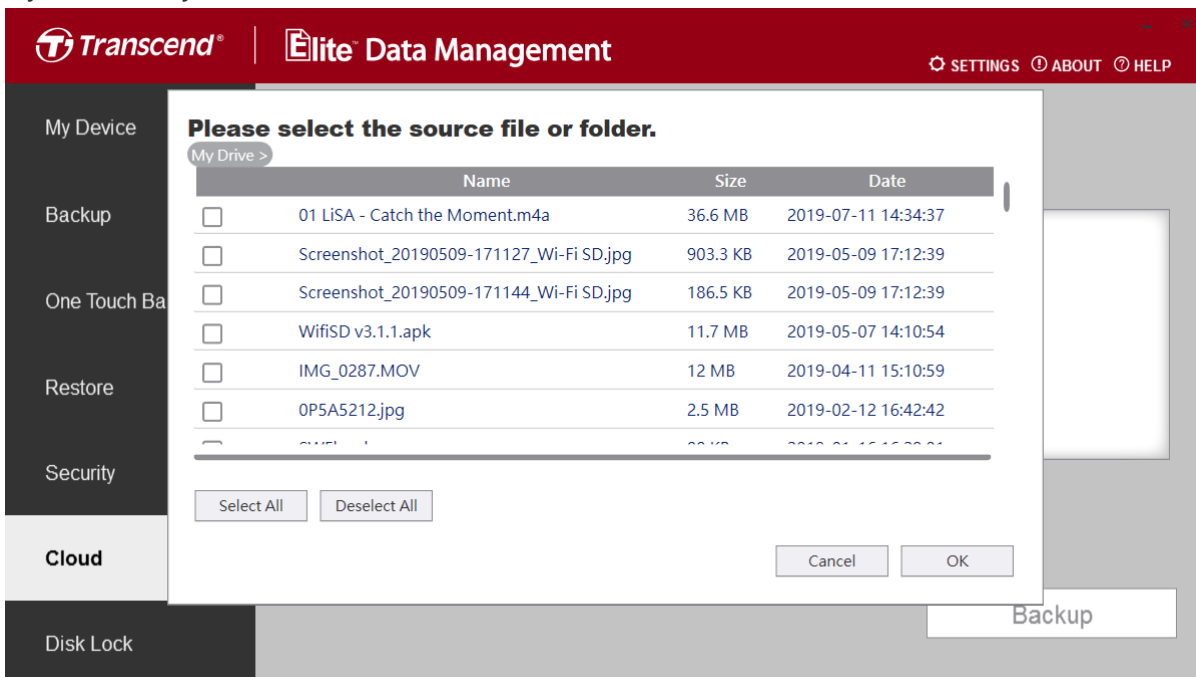 Transcend®
Elite™ Data Management
SETTINGS ABOUT HELP
My Device
Backup
One Touch Ba
Restore
Security
Cloud
Disk Lock
Please select the source file or folder.
My Drive >
Name Size Date
01 LiSA - Catch the Moment.m4a 36.6 MB 2019-07-11 14:34:37
Screenshot_20190509-171127_Wi-Fi SD.jpg 903.3 KB 2019-05-09 17:12:39
Screenshot_20190509-171144_Wi-Fi SD.jpg 186.5 KB 2019-05-09 17:12:39
WifiSD v3.1.1.apk 11.7 MB 2019-05-07 14:10:54
IMG_0287.MOV 12 MB 2019-04-11 15:10:59
0P5A5212.jpg 2.5 MB 2019-02-12 16:42:42
Select All Deselect All
Cancel OK
Backup